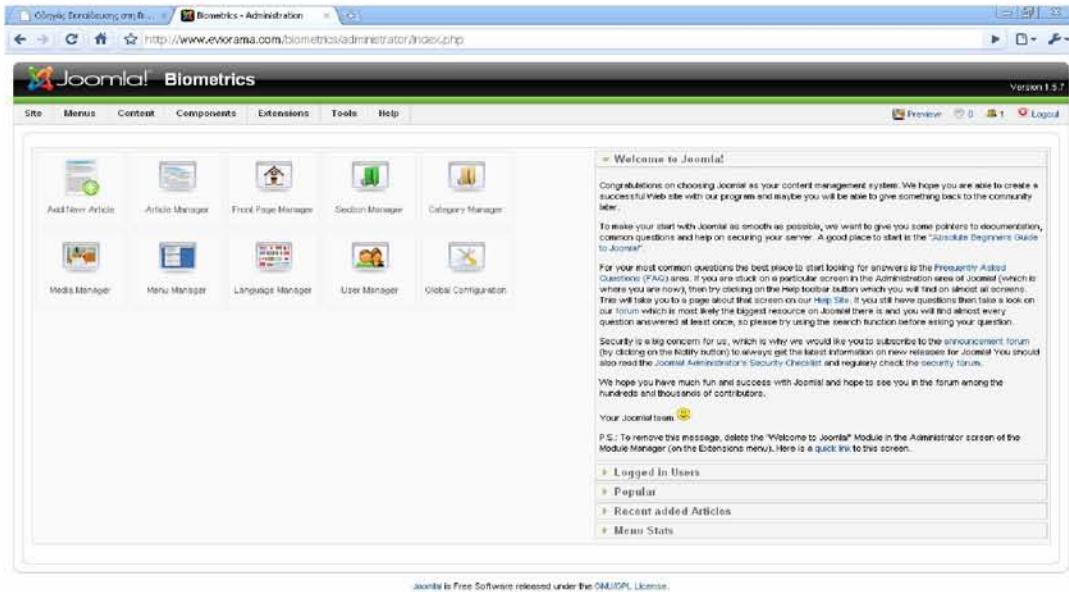 Οδηγός Εκπαίδευσης στη Β...
Biometrics - Administration
http://www.eviorama.com/biometrics/administrator/index.php
Joomla! Biometrics
Version 1.5.7
Site Menus Content Components Extensions Tools Help
Preview 0 1 Logout
Add New Article
Article Manager
Front Page Manager
Section Manager
Category Manager
Media Manager
Menu Manager
Language Manager
User Manager
Global Configuration
Welcome to Joomla!
Congratulations on choosing Joomla! as your content management system. We hope you are able to create a
successful Web site with our program and maybe you will be able to give something back to the community
later.
To make your start with Joomla! as smooth as possible, we want to give you some pointers to documentation,
common questions and help on securing your server. A good place to start is the "Absolute Beginners Guide
to Joomla!".
For your most common questions the best place to start looking for answers is the Frequently Asked
Questions (FAQ) area. If you are stuck on a particular screen in the Administration area of Joomla! (which is
where you are now), then try clicking on the Help toolbar button which you will find on almost all screens.
This will take you to a page about that screen on our Help Site. If you still have questions then take a look on
our forum which is most likely the biggest resource on Joomla! there is and you will find almost every
question answered at least once, so please try using the search function before asking your question.
Security is a big concern for us, which is why we would like you to subscribe to the announcement forum
(by clicking on the Notify button) to always get the latest information on new releases for Joomla! You should
also read the Joomla! Administrator's Security Checklist and regularly check the security forum.
We hope you have much fun and success with Joomla! and hope to see you in the forum among the
hundreds and thousands of contributors.
Your Joomla! team.
P.S.: To remove this message, delete the "Welcome to Joomla!" Module in the Administrator screen of the
Module Manager (on the Extensions menu). Here is a quick link to this screen.
Logged in Users
Popular
Recent added Articles
Menu Stats
Joomla! is Free Software released under the GNU/GPL License.